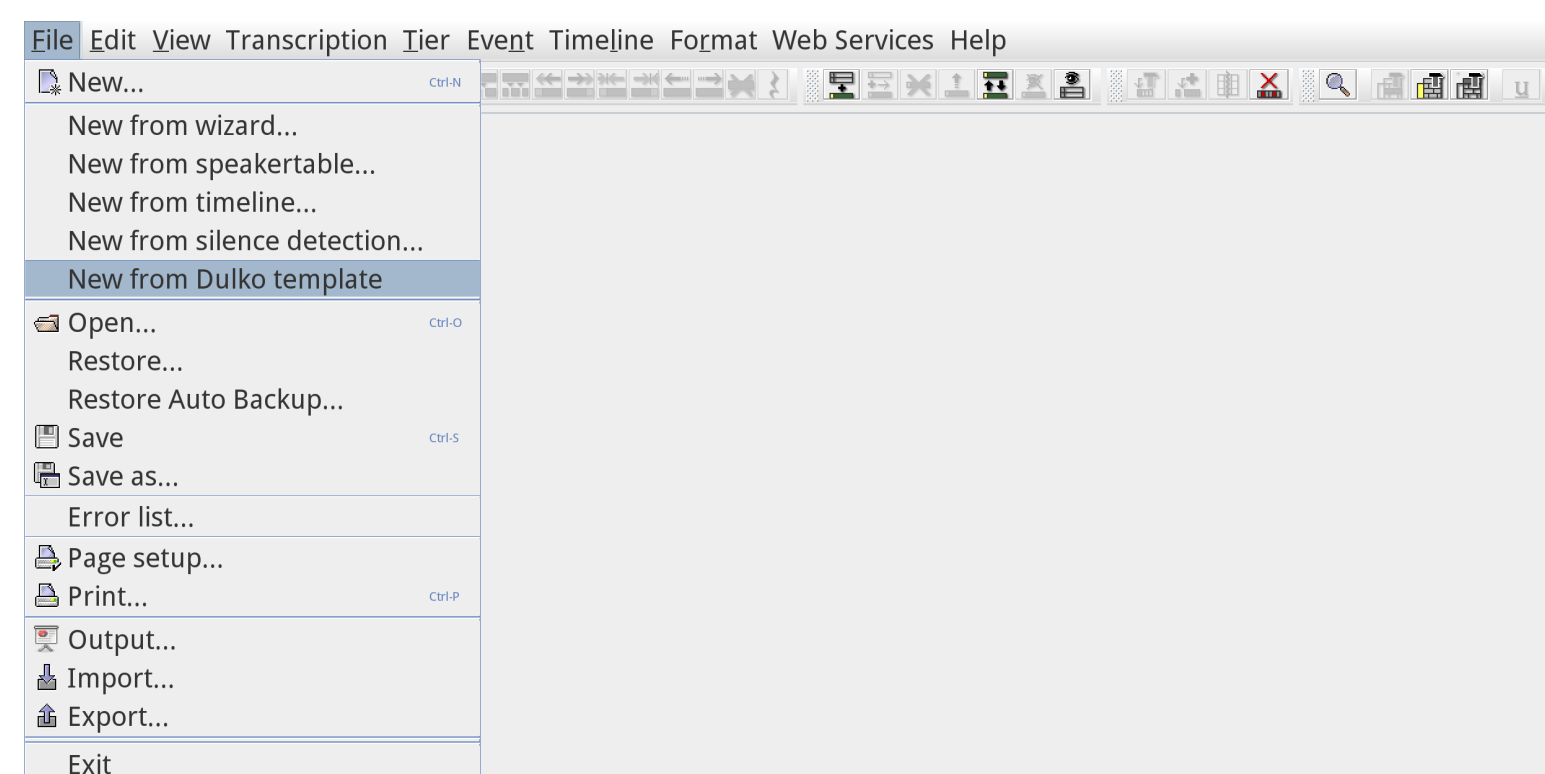 File Edit View Transcription Tier Event Timeline Format Web Services Help
New... Ctrl-N
New from wizard...
New from speakertable...
New from timeline...
New from silence detection...
New from Dulko template
Open... Ctrl-O
Restore...
Restore Auto Backup...
Save Ctrl-S
Save as...
Error list...
Page setup...
Print... Ctrl-P
Output...
Import...
Export...
Exit
u